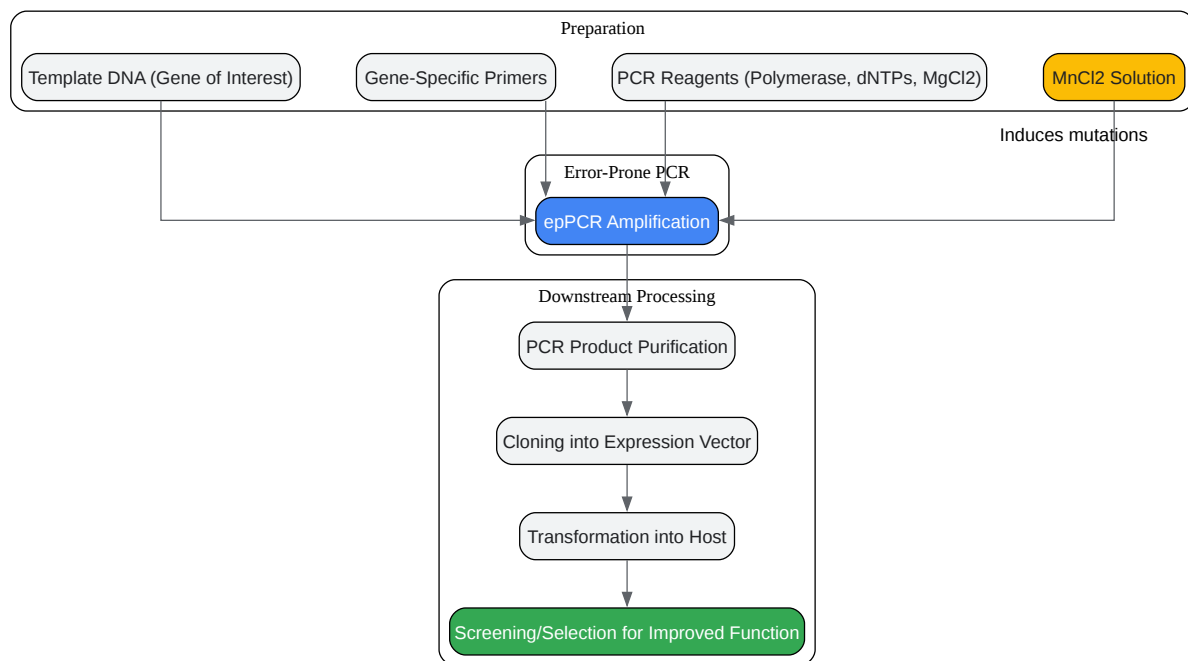 Preparation
Template DNA (Gene of Interest)
Gene-Specific Primers
PCR Reagents (Polymerase, dNTPs, MgCl2)
MnCl2 Solution
Induces mutations
Error-Prone PCR
epPCR Amplification
Downstream Processing
PCR Product Purification
Cloning into Expression Vector
Transformation into Host
Screening/Selection for Improved Function